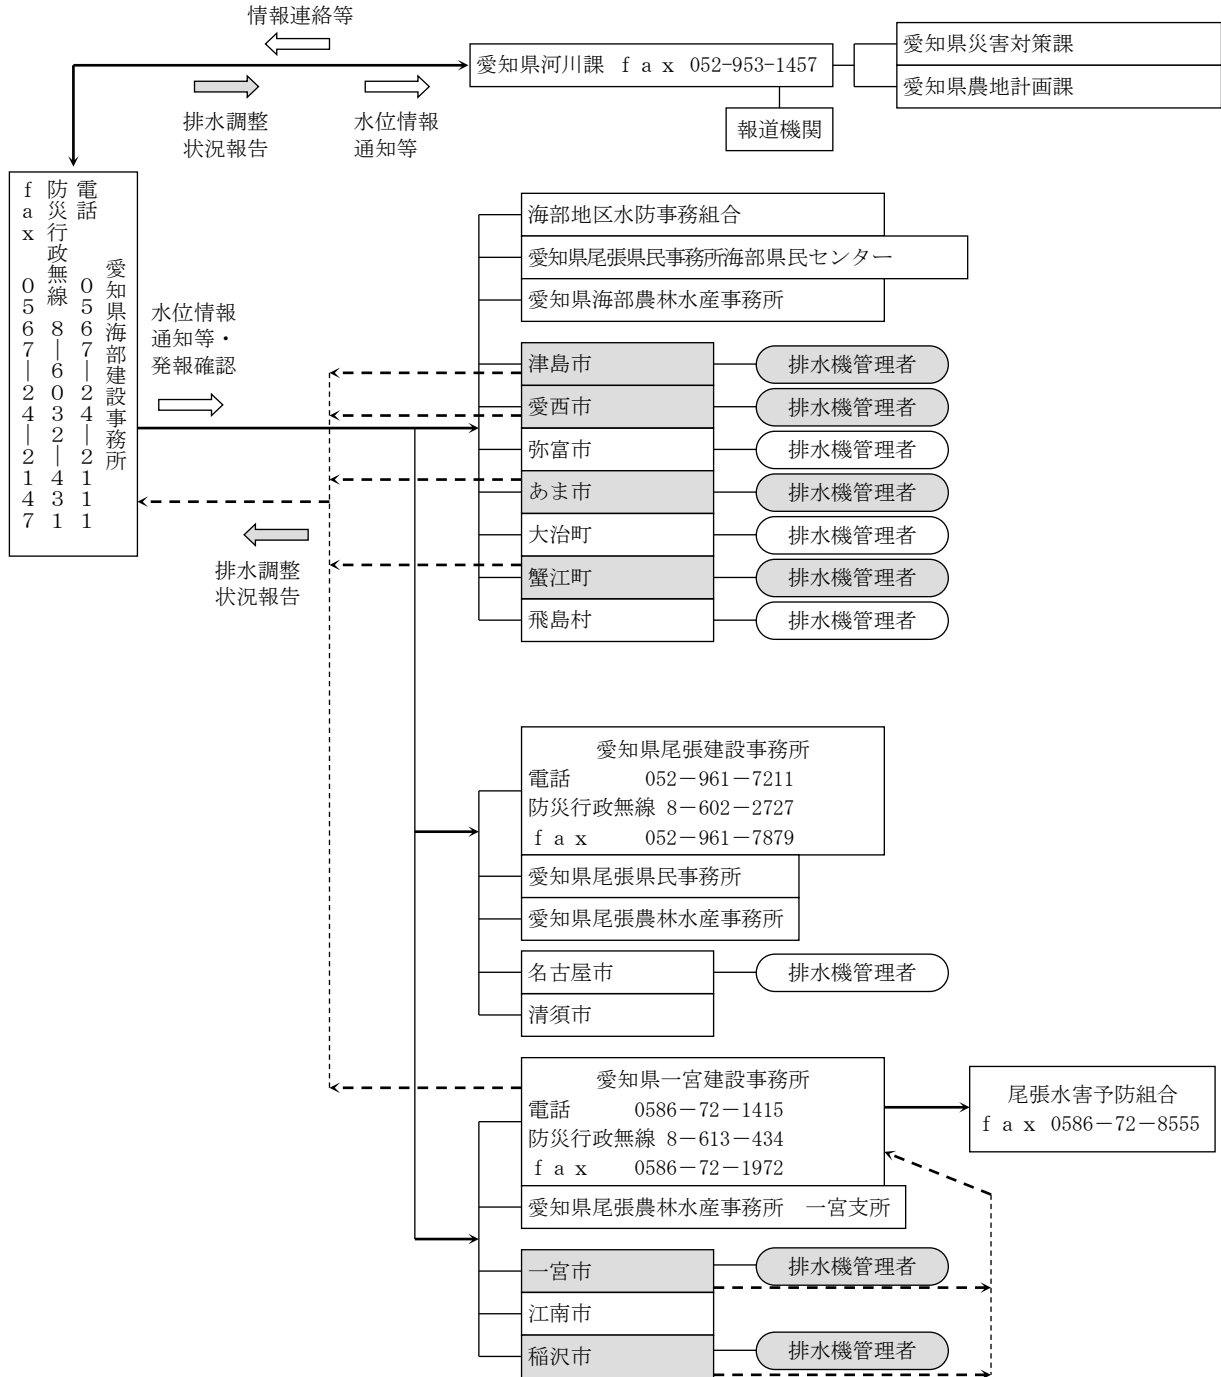 情報連絡等
愛知県河川課 ｆａｘ 052-953-1457
愛知県災害対策課
愛知県農地計画課
排水調整
状況報告
水位情報
通知等
報道機関
愛知県海部建設事務所
電話 ０５６７―２４―２１１１
防災行政無線 ８―６０３２―４３１
ｆａｘ ０５６７―２４―２１４７
水位情報
通知等・
発報確認
排水調整
状況報告
海部地区水防事務組合
愛知県尾張県民事務所海部県民センター
愛知県海部農林水産事務所
津島市 排水機管理者
愛西市 排水機管理者
弥富市 排水機管理者
あま市 排水機管理者
大治町 排水機管理者
蟹江町 排水機管理者
飛島村 排水機管理者
愛知県尾張建設事務所
電話 052－961－7211
防災行政無線 8－602－2727
ｆａｘ 052－961－7879
愛知県尾張県民事務所
愛知県尾張農林水産事務所
名古屋市 排水機管理者
清須市
愛知県一宮建設事務所
電話 0586－72－1415
防災行政無線 8－613－434
ｆａｘ 0586－72－1972
尾張水害予防組合
ｆａｘ 0586－72－8555
愛知県尾張農林水産事務所　一宮支所
一宮市 排水機管理者
江南市
稲沢市 排水機管理者